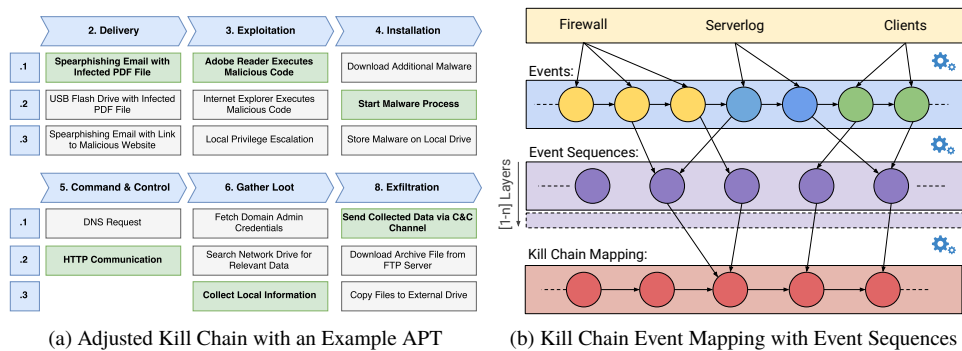 2. Delivery
3. Exploitation
4. Installation
.1
Spearphishing Email with
Infected PDF File
Adobe Reader Executes
Malicious Code
Download Additional Malware
.2
USB Flash Drive with Infected
PDF File
Internet Explorer Executes
Malicious Code
Start Malware Process
.3
Spearphishing Email with Link
to Malicious Website
Local Privilege Escalation
Store Malware on Local Drive
5. Command & Control
6. Gather Loot
8. Exfiltration
.1
DNS Request
Fetch Domain Admin
Credentials
Send Collected Data via C&C
Channel
.2
HTTP Communication
Search Network Drive for
Relevant Data
Download Archive File from
FTP Server
.3
Collect Local Information
Copy Files to External Drive
(a) Adjusted Kill Chain with an Example APT
Firewall
Serverlog
Clients
Events:
Event Sequences:
[1-n] Layers
Kill Chain Mapping:
(b) Kill Chain Event Mapping with Event Sequences